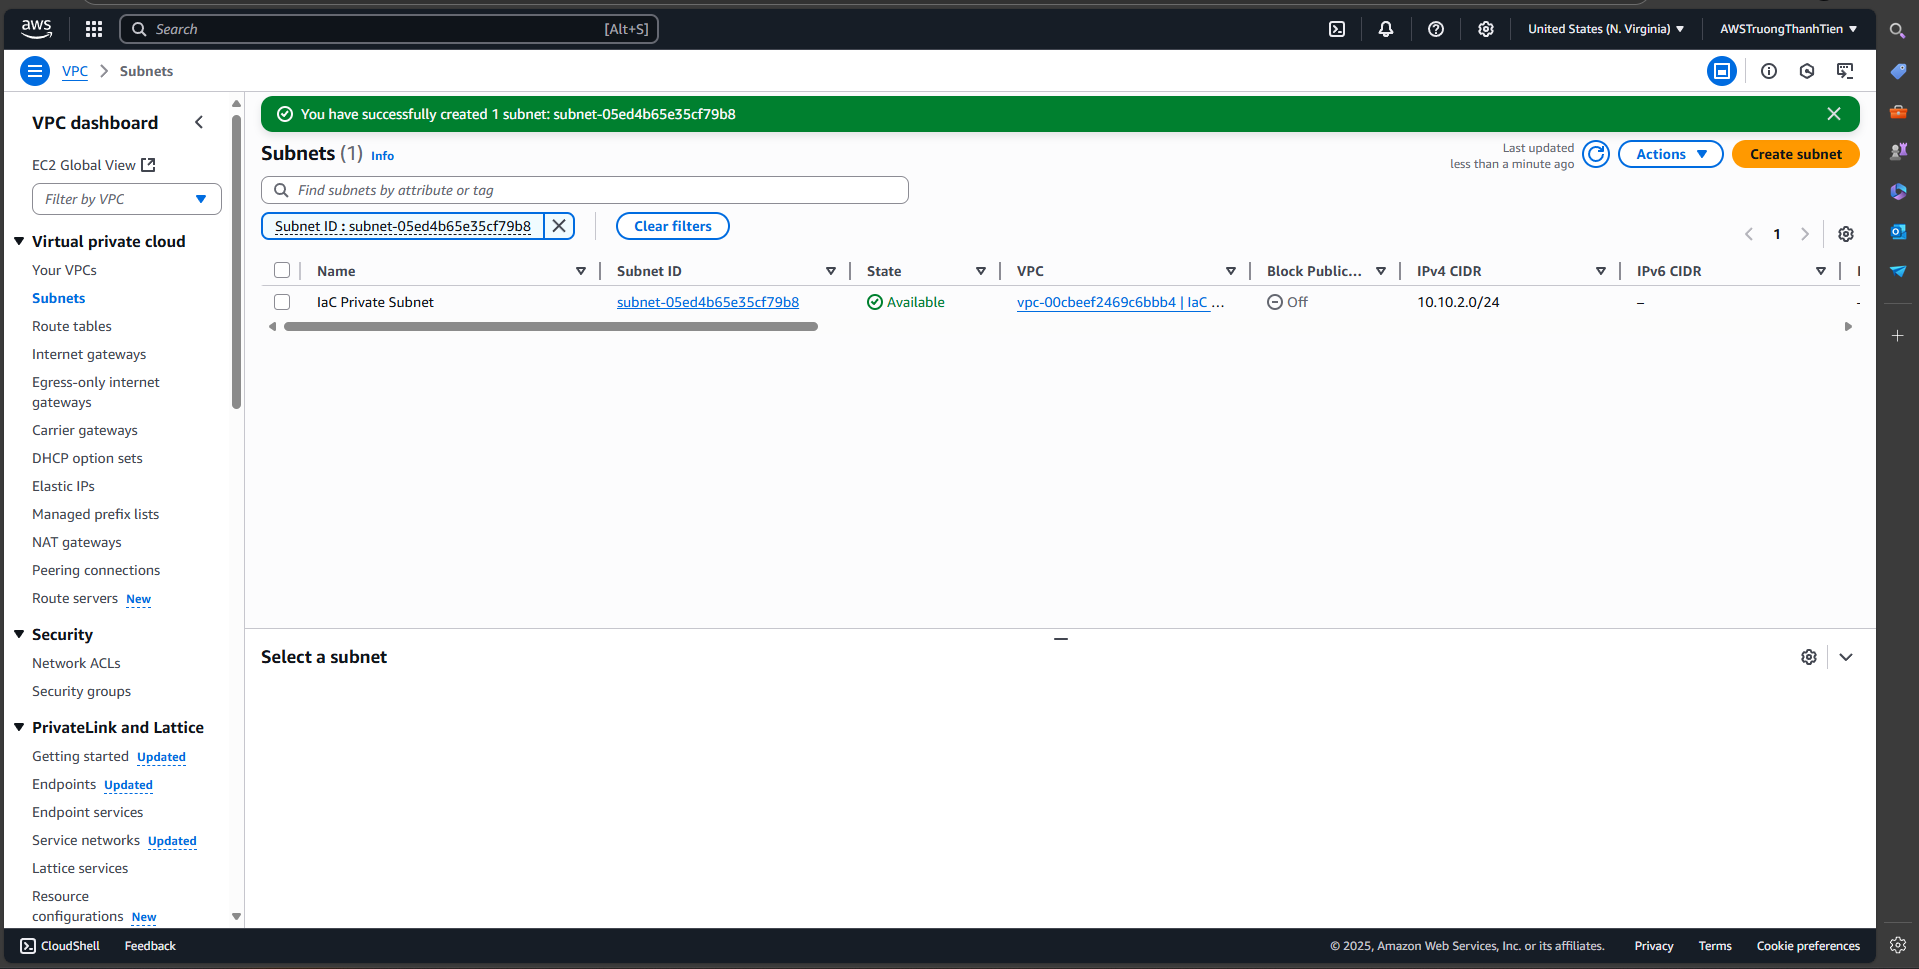 aws
Search [Alt+S]
United States (N. Virginia)
AWSTruongThanhTien
VPC
Subnets
VPC dashboard
EC2 Global View
Filter by VPC
Virtual private cloud
Your VPCs
Subnets
Route tables
Internet gateways
Egress-only internet
gateways
Carrier gateways
DHCP option sets
Elastic IPs
Managed prefix lists
NAT gateways
Peering connections
Route servers New
Security
Network ACLs
Security groups
PrivateLink and Lattice
Getting started Updated
Endpoints Updated
Endpoint services
Service networks Updated
Lattice services
Resource
configurations New
You have successfully created 1 subnet: subnet-05ed4b65e35cf79b8
Subnets (1) Info
Last updated
less than a minute ago
Actions
Create subnet
Find subnets by attribute or tag
Subnet ID : subnet-05ed4b65e35cf79b8
Clear filters
1
Name Subnet ID State VPC Block Public... IPv4 CIDR IPv6 CIDR
IaC Private Subnet subnet-05ed4b65e35cf79b8 Available vpc-00cbeef2469c6bbb4 | IaC ... Off 10.10.2.0/24 – –
Select a subnet
CloudShell Feedback © 2025, Amazon Web Services, Inc. or its affiliates. Privacy Terms Cookie preferences